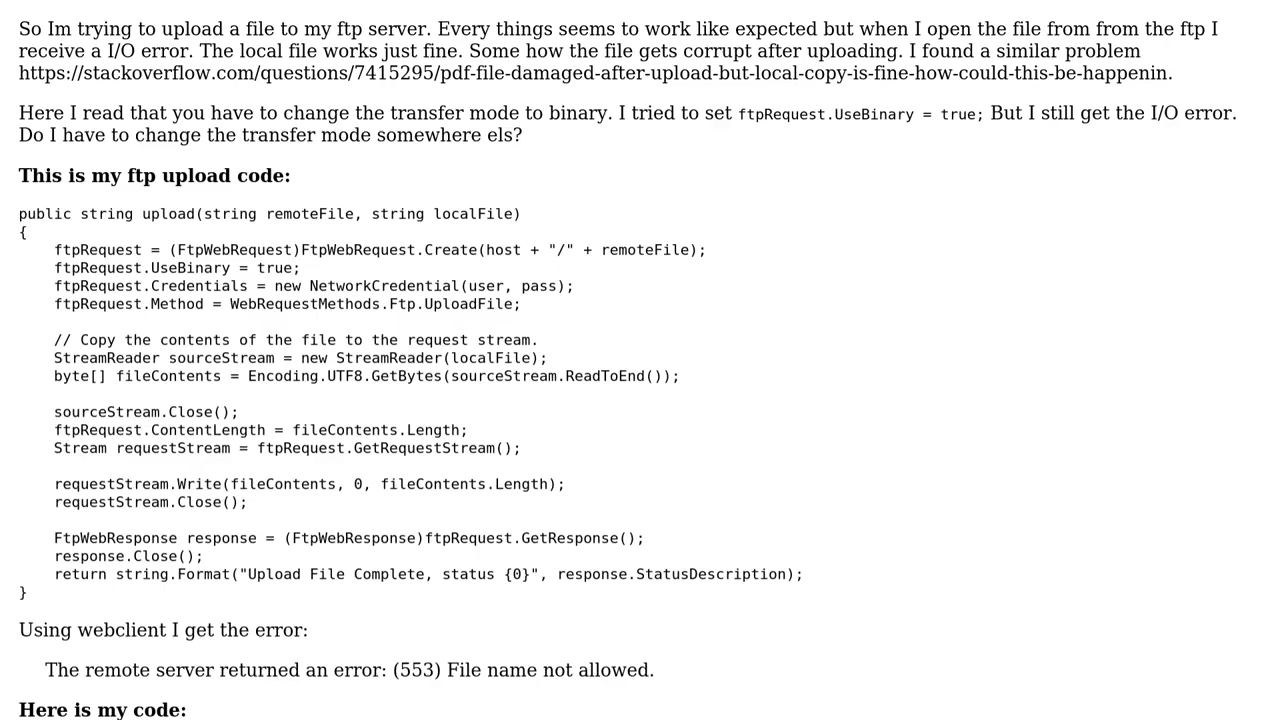 So Im trying to upload a file to my ftp server. Every things seems to work like expected but when I open the file from from the ftp I
receive a I/O error. The local file works just fine. Some how the file gets corrupt after uploading. I found a similar problem
https://stackoverflow.com/questions/7415295/pdf-file-damaged-after-upload-but-local-copy-is-fine-how-could-this-be-happenin.
Here I read that you have to change the transfer mode to binary. I tried to set ftpRequest.UseBinary = true; But I still get the I/O error.
Do I have to change the transfer mode somewhere els?
This is my ftp upload code:
public string upload(string remoteFile, string localFile)
{
    ftpRequest = (FtpWebRequest)FtpWebRequest.Create(host + "/" + remoteFile);
    ftpRequest.UseBinary = true;
    ftpRequest.Credentials = new NetworkCredential(user, pass);
    ftpRequest.Method = WebRequestMethods.Ftp.UploadFile;
    // Copy the contents of the file to the request stream.
    StreamReader sourceStream = new StreamReader(localFile);
    byte[] fileContents = Encoding.UTF8.GetBytes(sourceStream.ReadToEnd());
    sourceStream.Close();
    ftpRequest.ContentLength = fileContents.Length;
    Stream requestStream = ftpRequest.GetRequestStream();
    requestStream.Write(fileContents, 0, fileContents.Length);
    requestStream.Close();
    FtpWebResponse response = (FtpWebResponse)ftpRequest.GetResponse();
    response.Close();
    return string.Format("Upload File Complete, status {0}", response.StatusDescription);
}
Using webclient I get the error:
The remote server returned an error: (553) File name not allowed.
Here is my code: